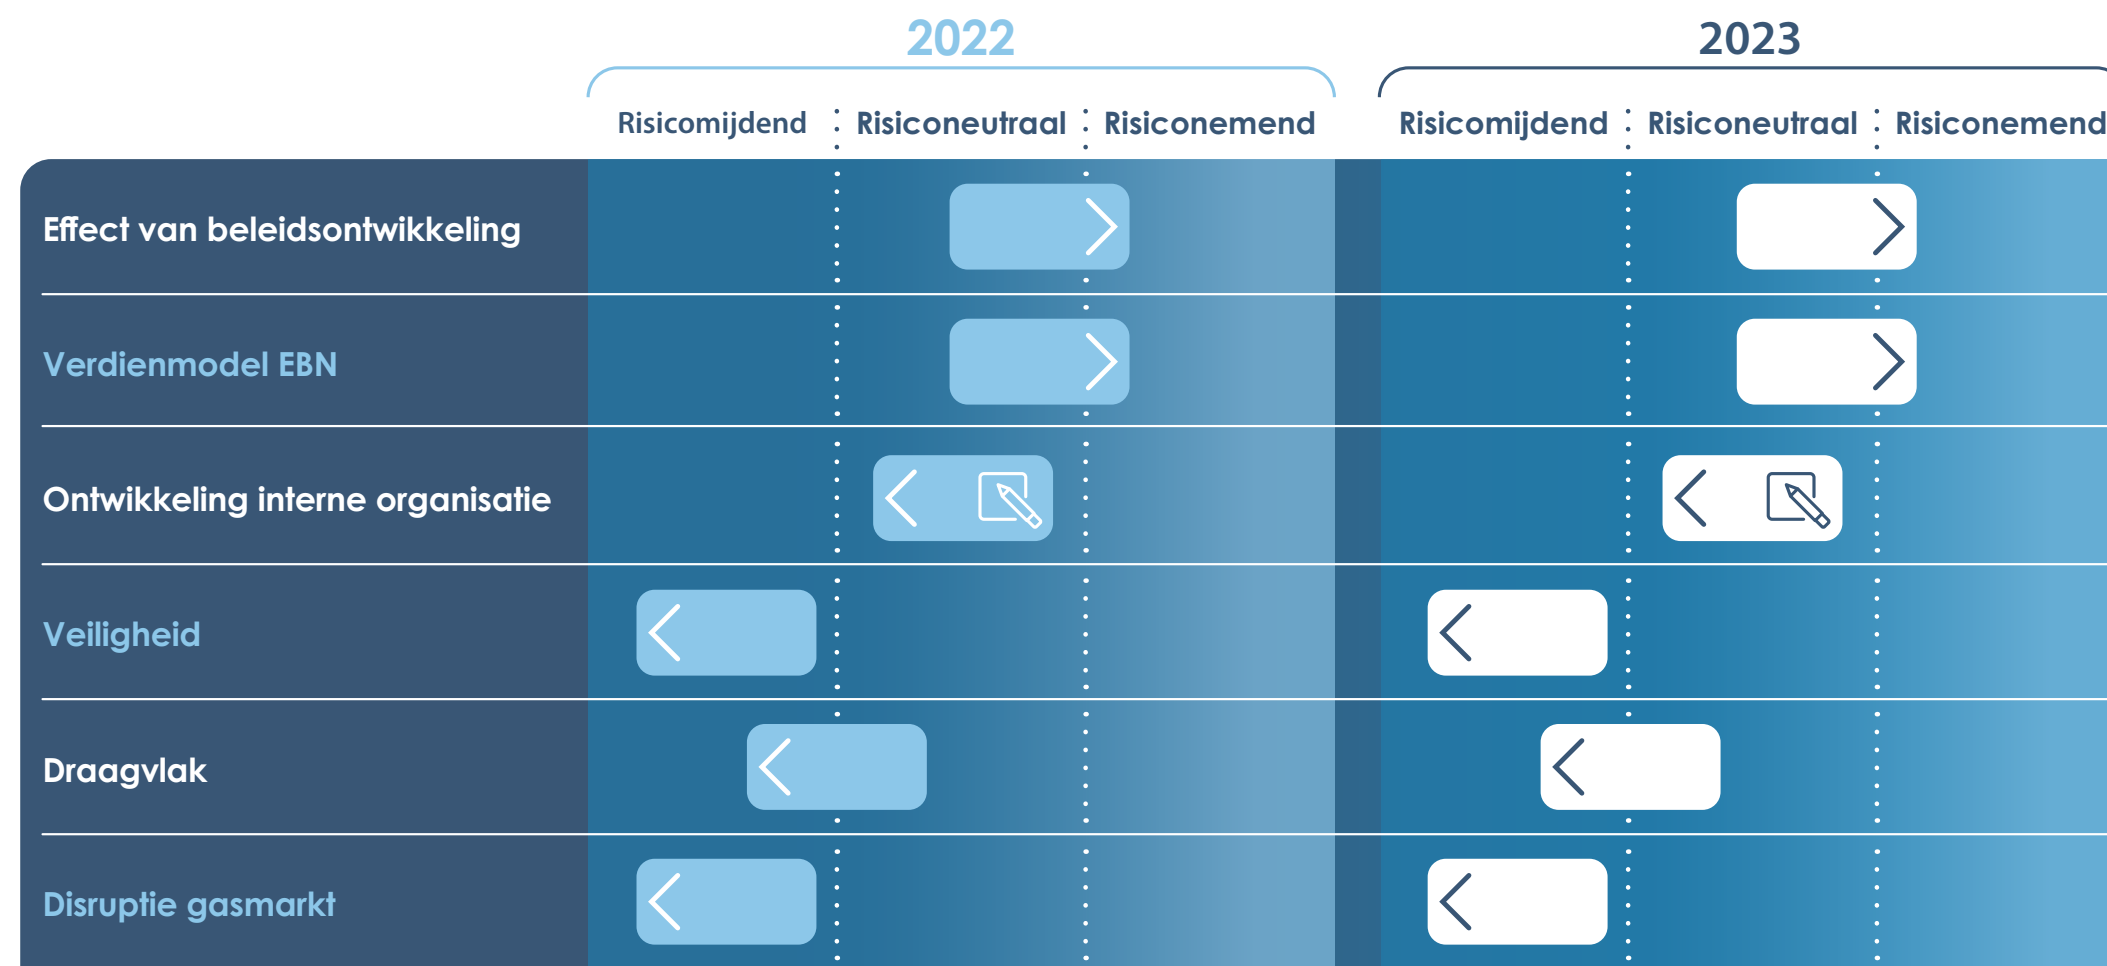 2022 2023
Risicomijdend Risiconeutraal Risiconemend Risicomijdend Risiconeutraal Risiconemend
Effect van beleidsontwikkeling
Verdienmodel EBN
Ontwikkeling interne organisatie
Veiligheid
Draagvlak
Disruptie gasmarkt